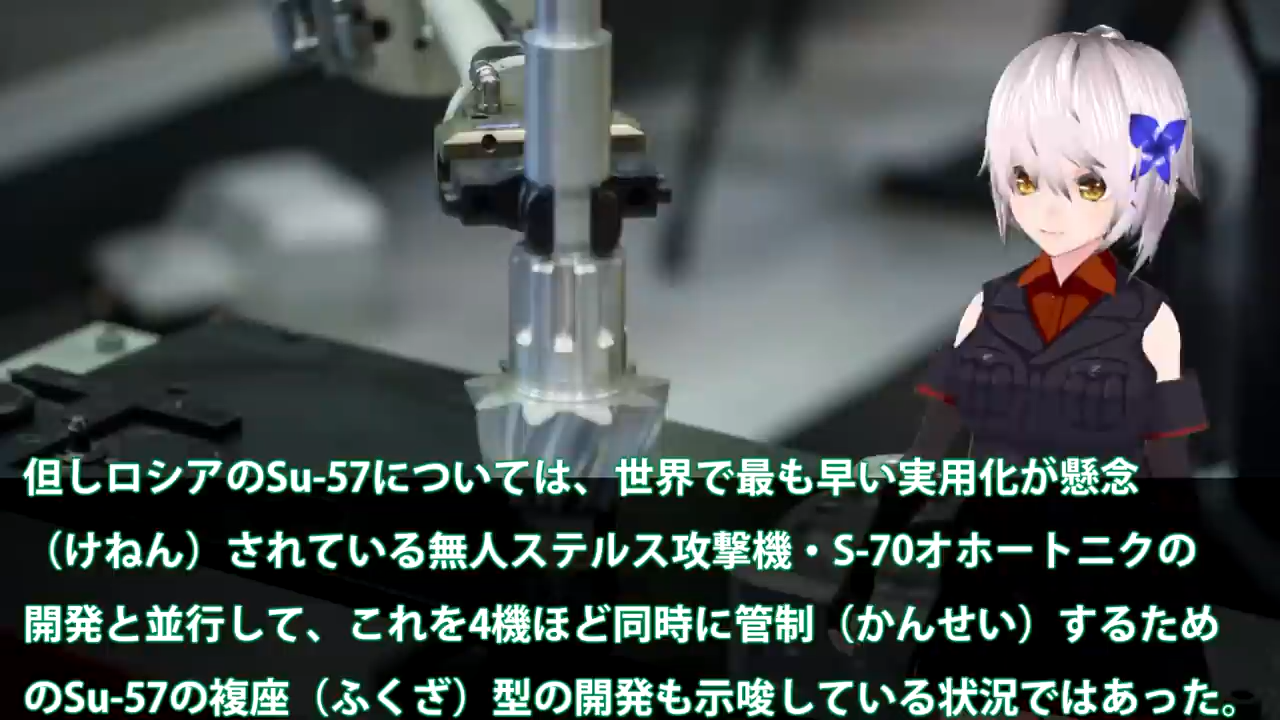 但しロシアのSu-57については、世界で最も早い実用化が懸念
（けねん）されている無人ステルス攻撃機・S-70オホートニクの
開発と並行して、これを4機ほど同時に管制（かんせい）するため
のSu-57の複座（ふくざ）型の開発も示唆している状況ではあった。